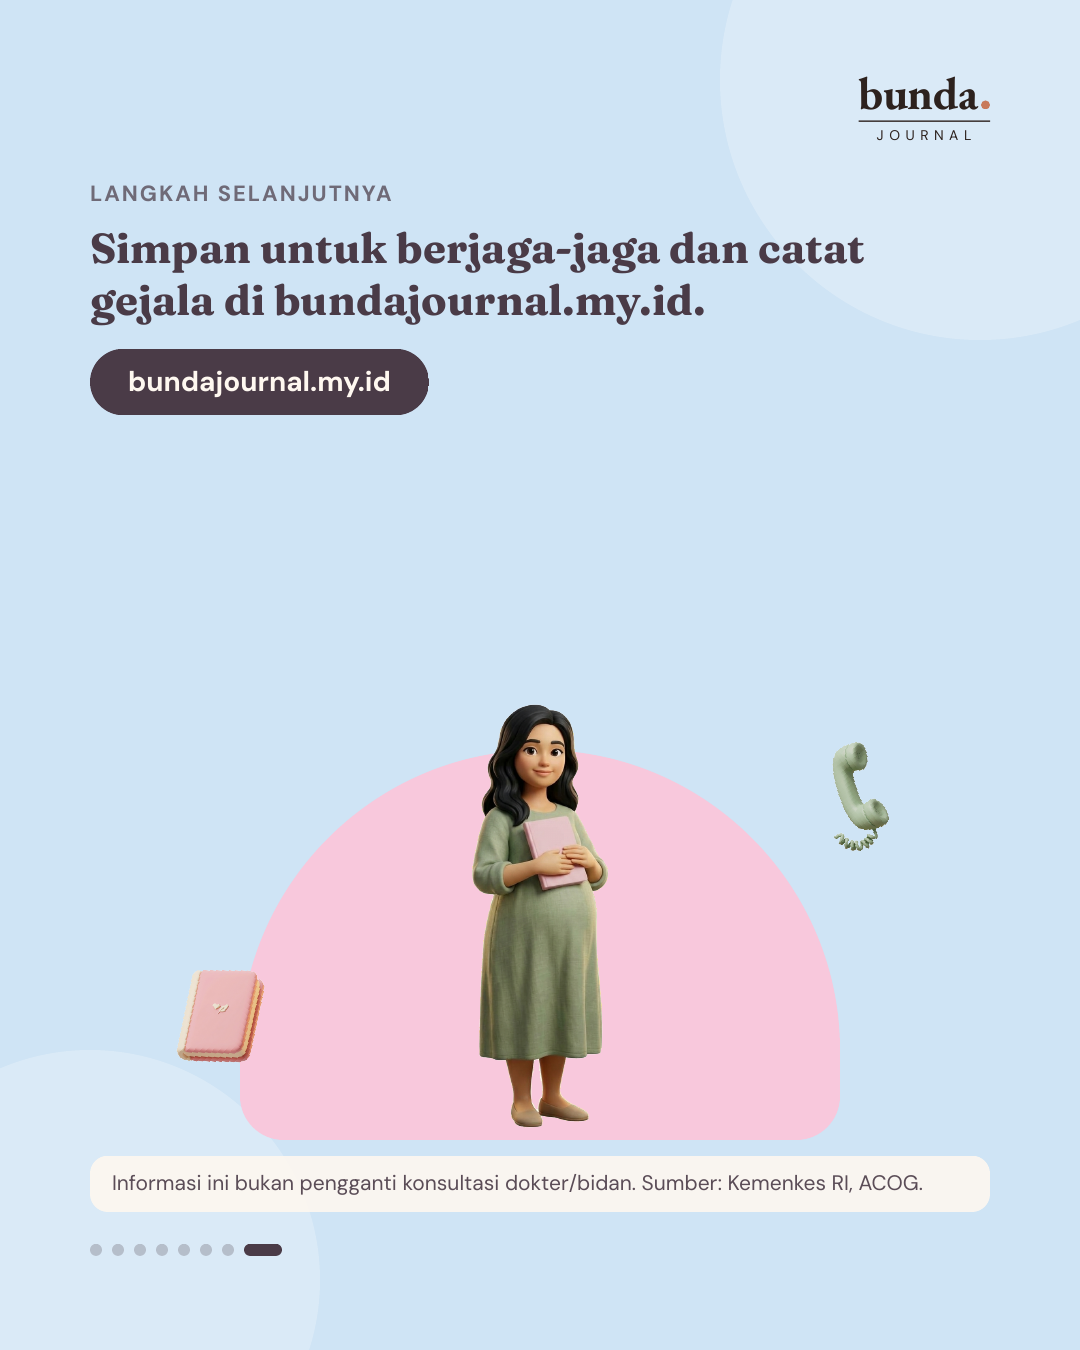 bunda.
JOURNAL
LANGKAH SELANJUTNYA
Simpan untuk berjaga-jaga dan catat
gejala di bundajournal.my.id.
bundajournal.my.id
Informasi ini bukan pengganti konsultasi dokter/bidan. Sumber: Kemenkes RI, ACOG.